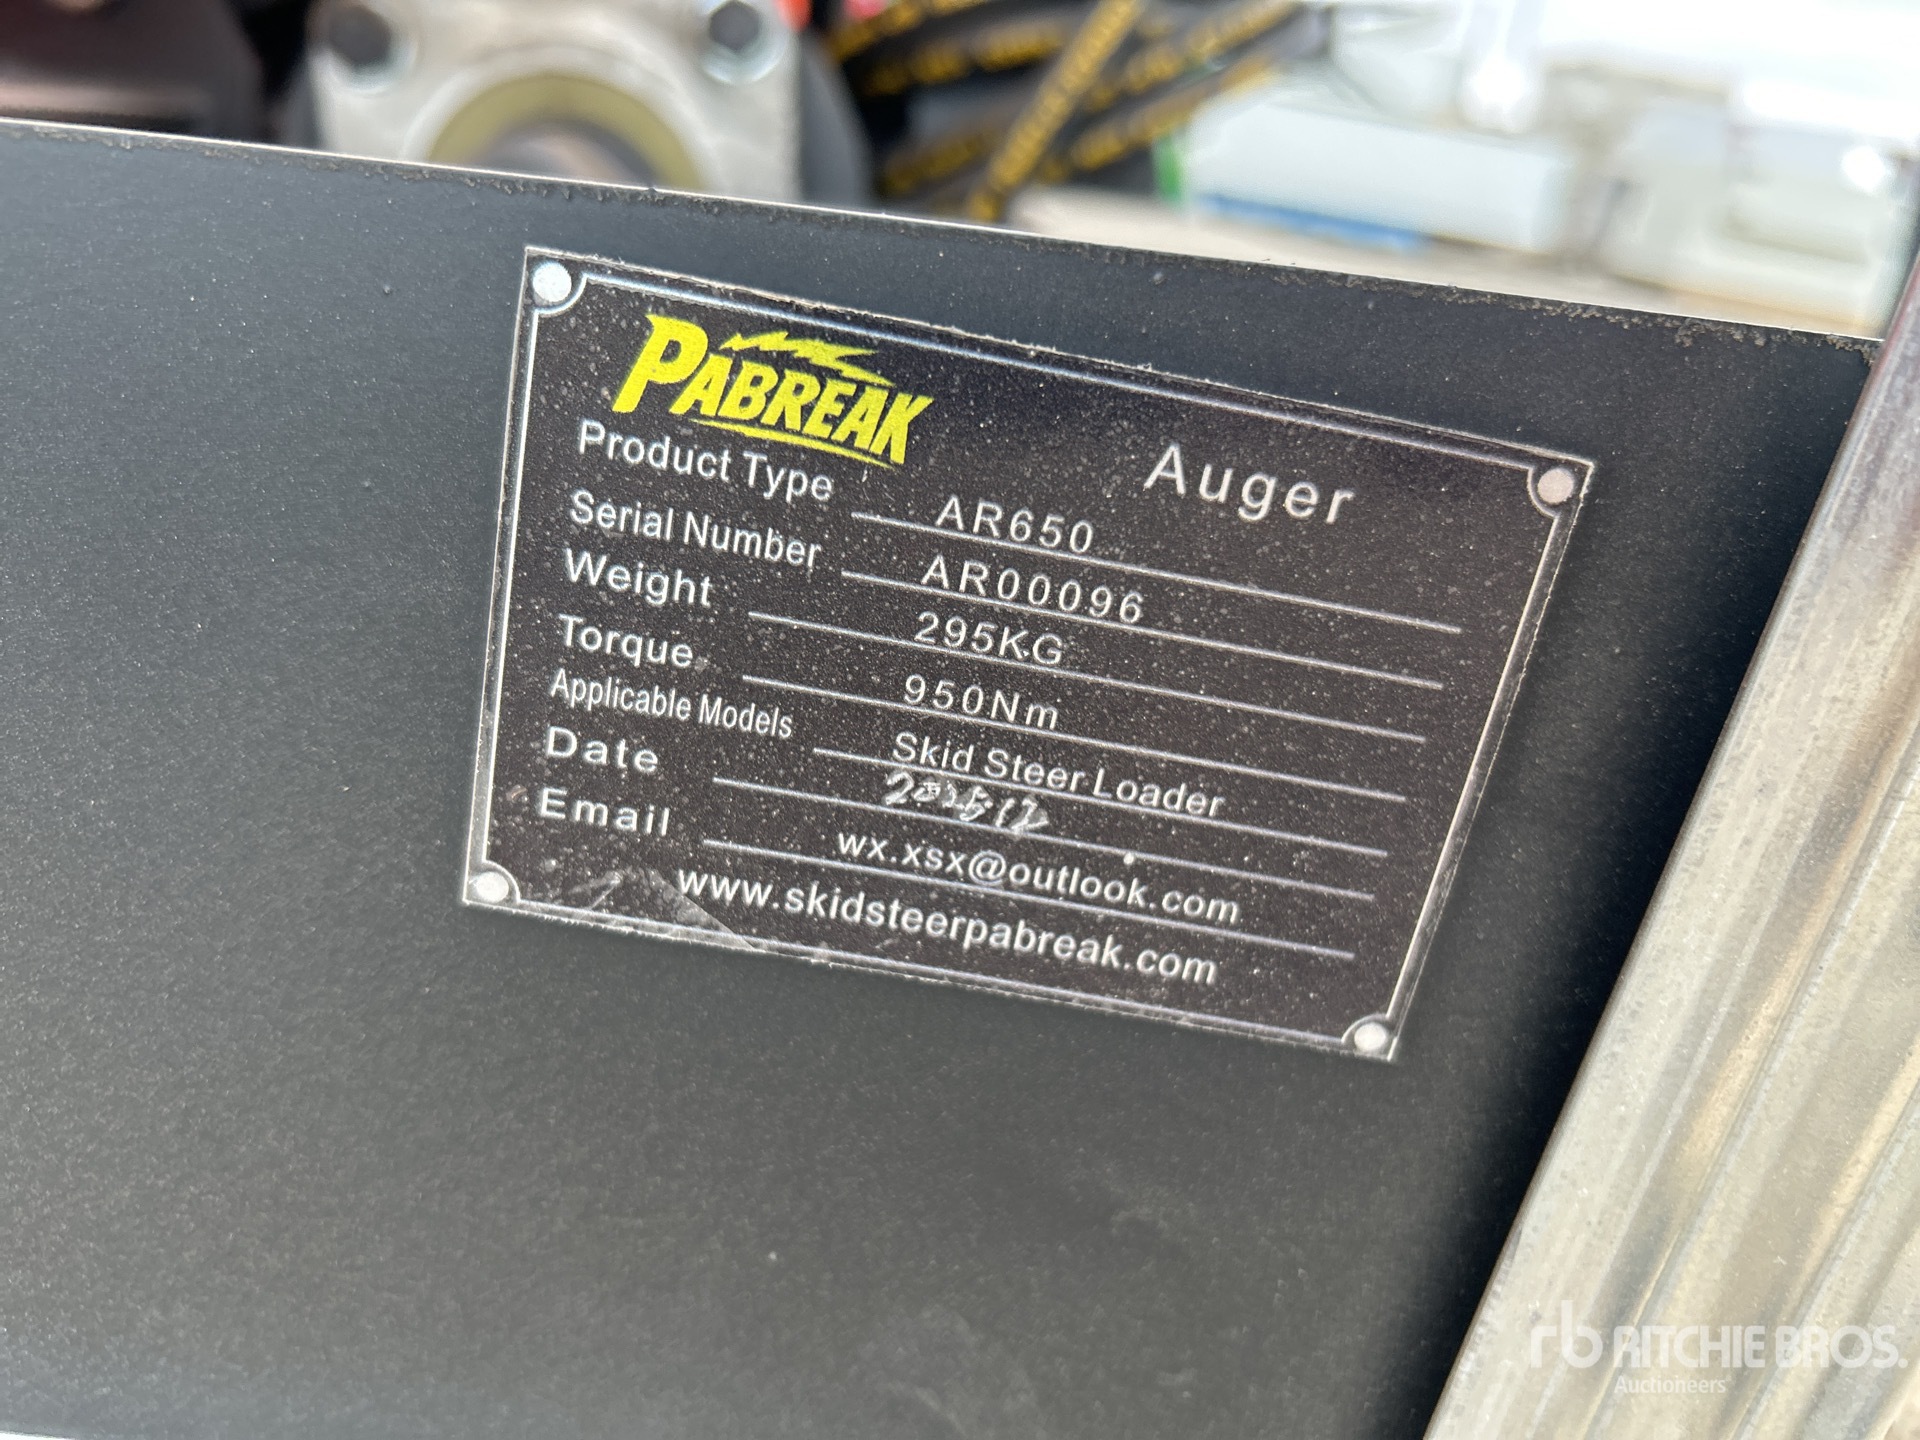 PABREAK
Auger
Product Type AR650
Serial Number AR00096
Weight 295KG
Torque 950Nm
Applicable Models Skid Steer Loader
Date
Email wx.xsx@outlook.com
www.skidsteerpabreak.com
rb RITCHIE BROS.
Auctioneers